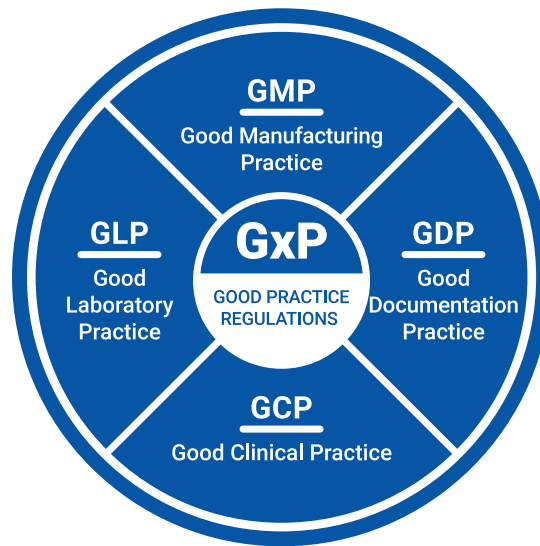 GMP
Good Manufacturing
Practice
GLP
Good
Laboratory
Practice
GxP
GOOD PRACTICE
REGULATIONS
GDP
Good
Documentation
Practice
GCP
Good Clinical Practice